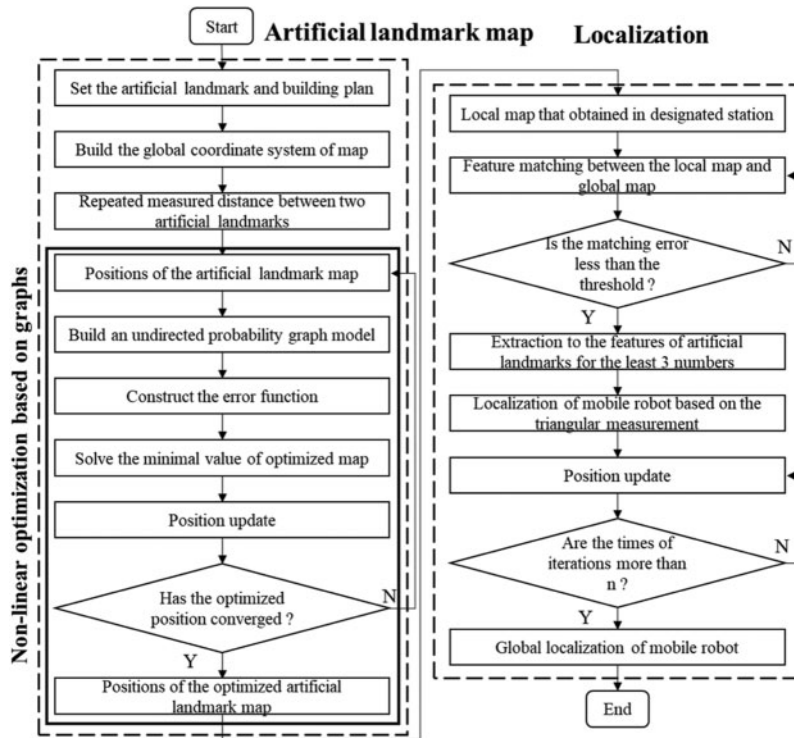 Start
Artificial landmark map
Set the artificial landmark and building plan
Build the global coordinate system of map
Repeated measured distance between two
artificial landmarks
Non-linear optimization based on graphs
Positions of the artificial landmark map
Build an undirected probability graph model
Construct the error function
Solve the minimal value of optimized map
Position update
Has the optimized
position converged ?
N
Y
Positions of the optimized artificial
landmark map
Localization
Local map that obtained in designated station
Feature matching between the local map and
global map
Is the matching error
less than the
threshold ?
N
Y
Extraction to the features of artificial
landmarks for the least 3 numbers
Localization of mobile robot based on the
triangular measurement
Position update
Are the times of
iterations more than
n ?
N
Y
Global localization of mobile robot
End